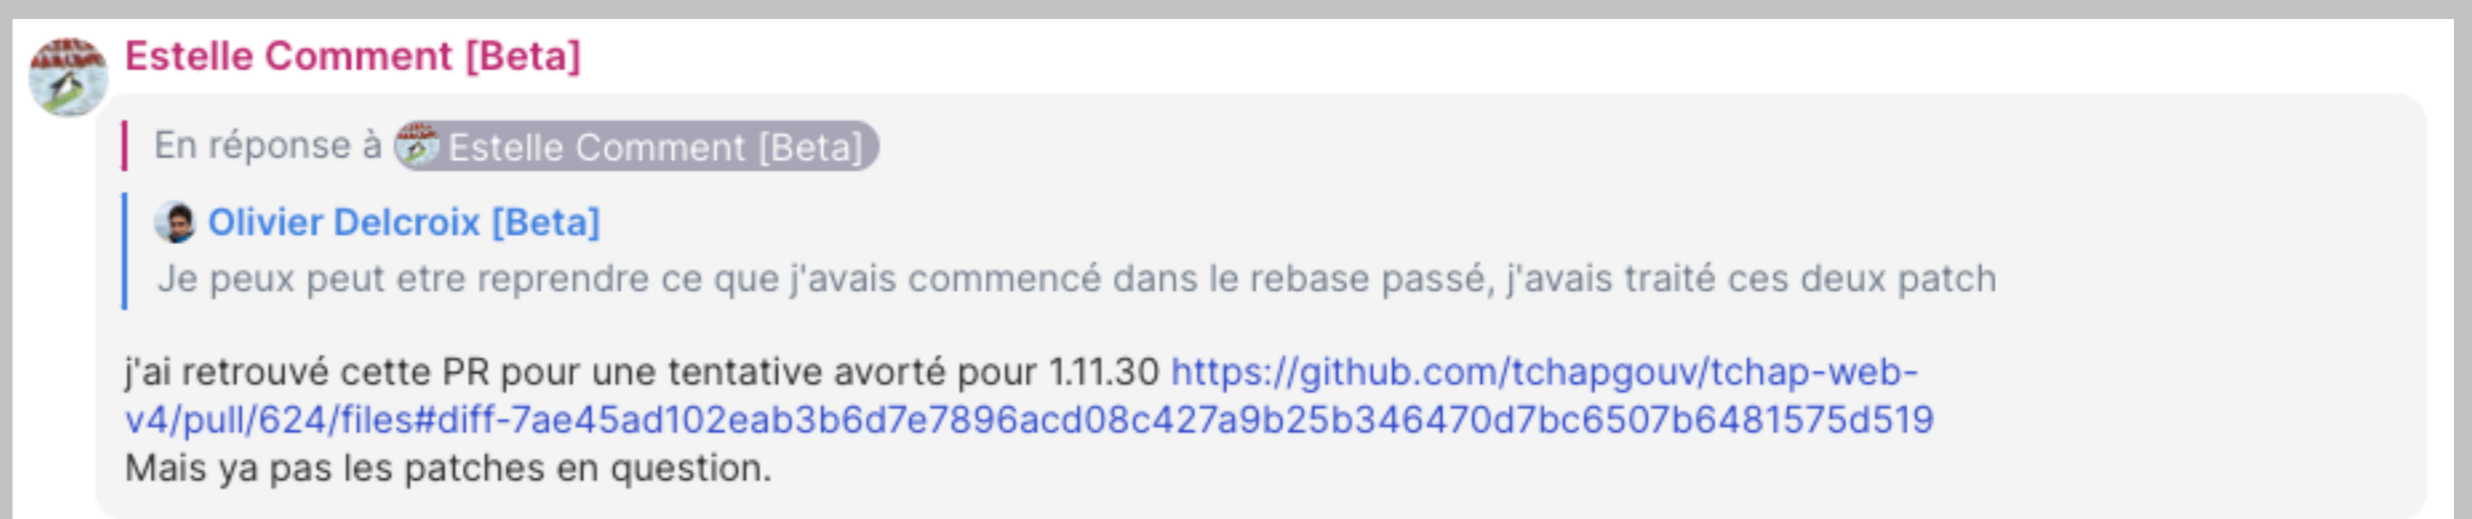 Estelle Comment [Beta]
En réponse à Estelle Comment [Beta]
Olivier Delcroix [Beta]
Je peux peut etre reprendre ce que j'avais commencé dans le rebase passé, j'avais traité ces deux patch
j'ai retrouvé cette PR pour une tentative avorté pour 1.11.30 https://github.com/tchapgouv/tchap-web-
v4/pull/624/files#diff-7ae45ad102eab3b6d7e7896acd08c427a9b25b346470d7bc6507b6481575d519
Mais ya pas les patches en question.